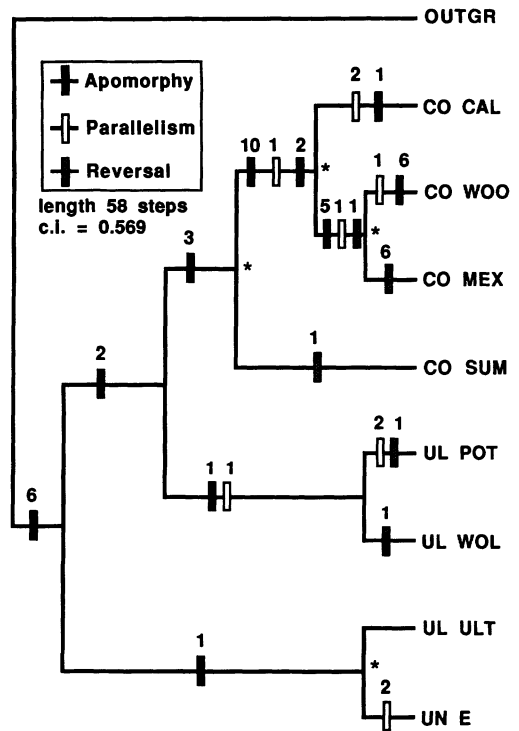 OUTGR
Apomorphy
Parallelism
Reversal
length 58 steps
c.i. = 0.569
2 1
CO CAL
10 1 2
*
1 6
CO WOO
5 1 1
*
3
*
6
CO MEX
1
CO SUM
2
2 1
UL POT
1 1
6
1
UL WOL
UL ULT
1
*
2
UN E